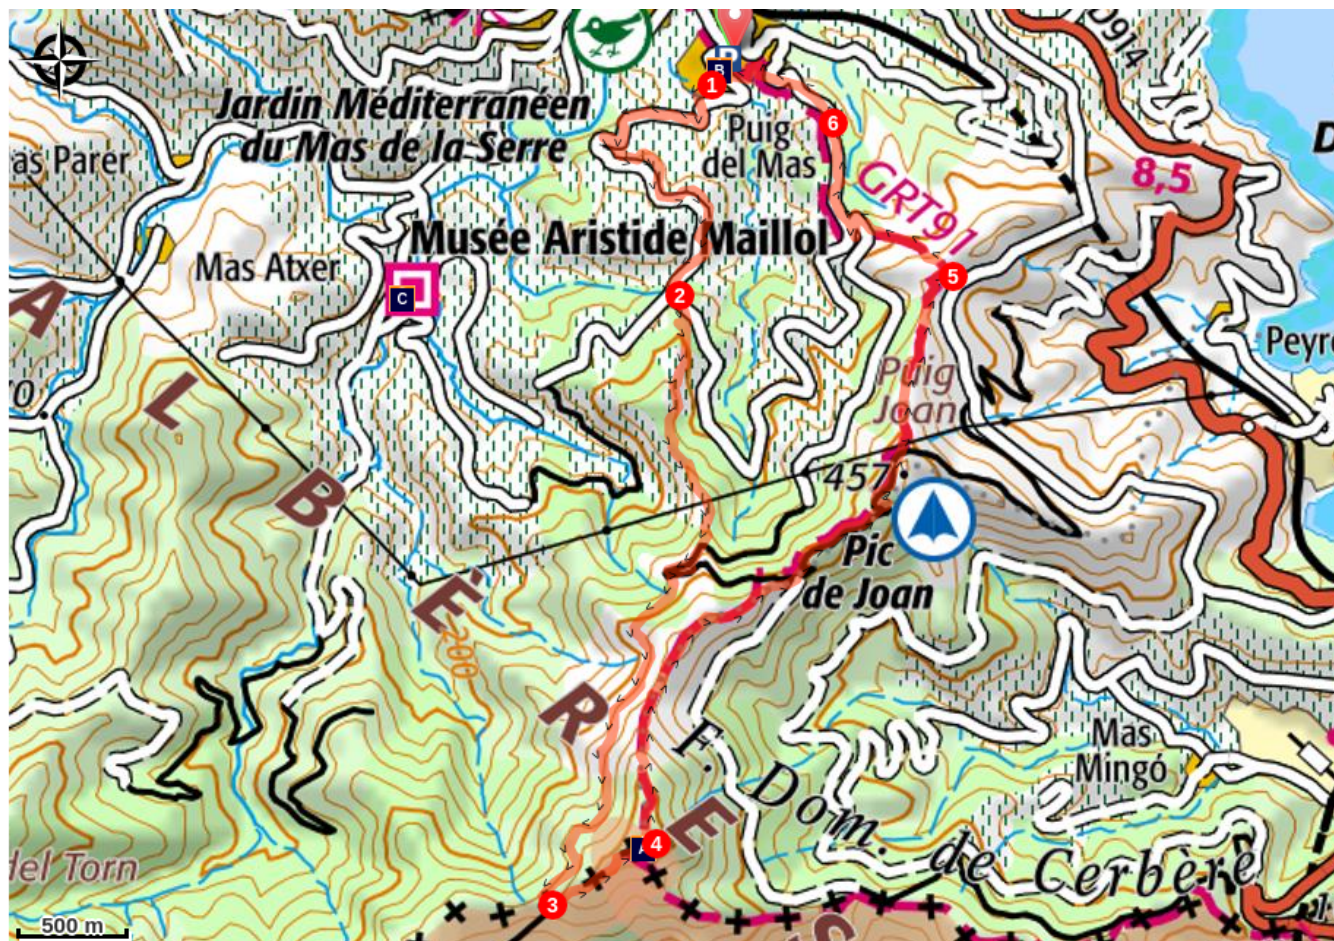 D914
B
1
Jardin Méditerranéen
du Mas de la Serre
Puig
del Mas
6
as Parer
8,5
GRT91
D
Musée Aristide Maillol
Mas Atxer
C
2
5
A
L
B
É
R
E
Puig
Joan
Peyr
0
457
Pic
de Joan
200
F. Dom. de Cerbère
Mas
Mingó
del Torn
A
4
3
500 m